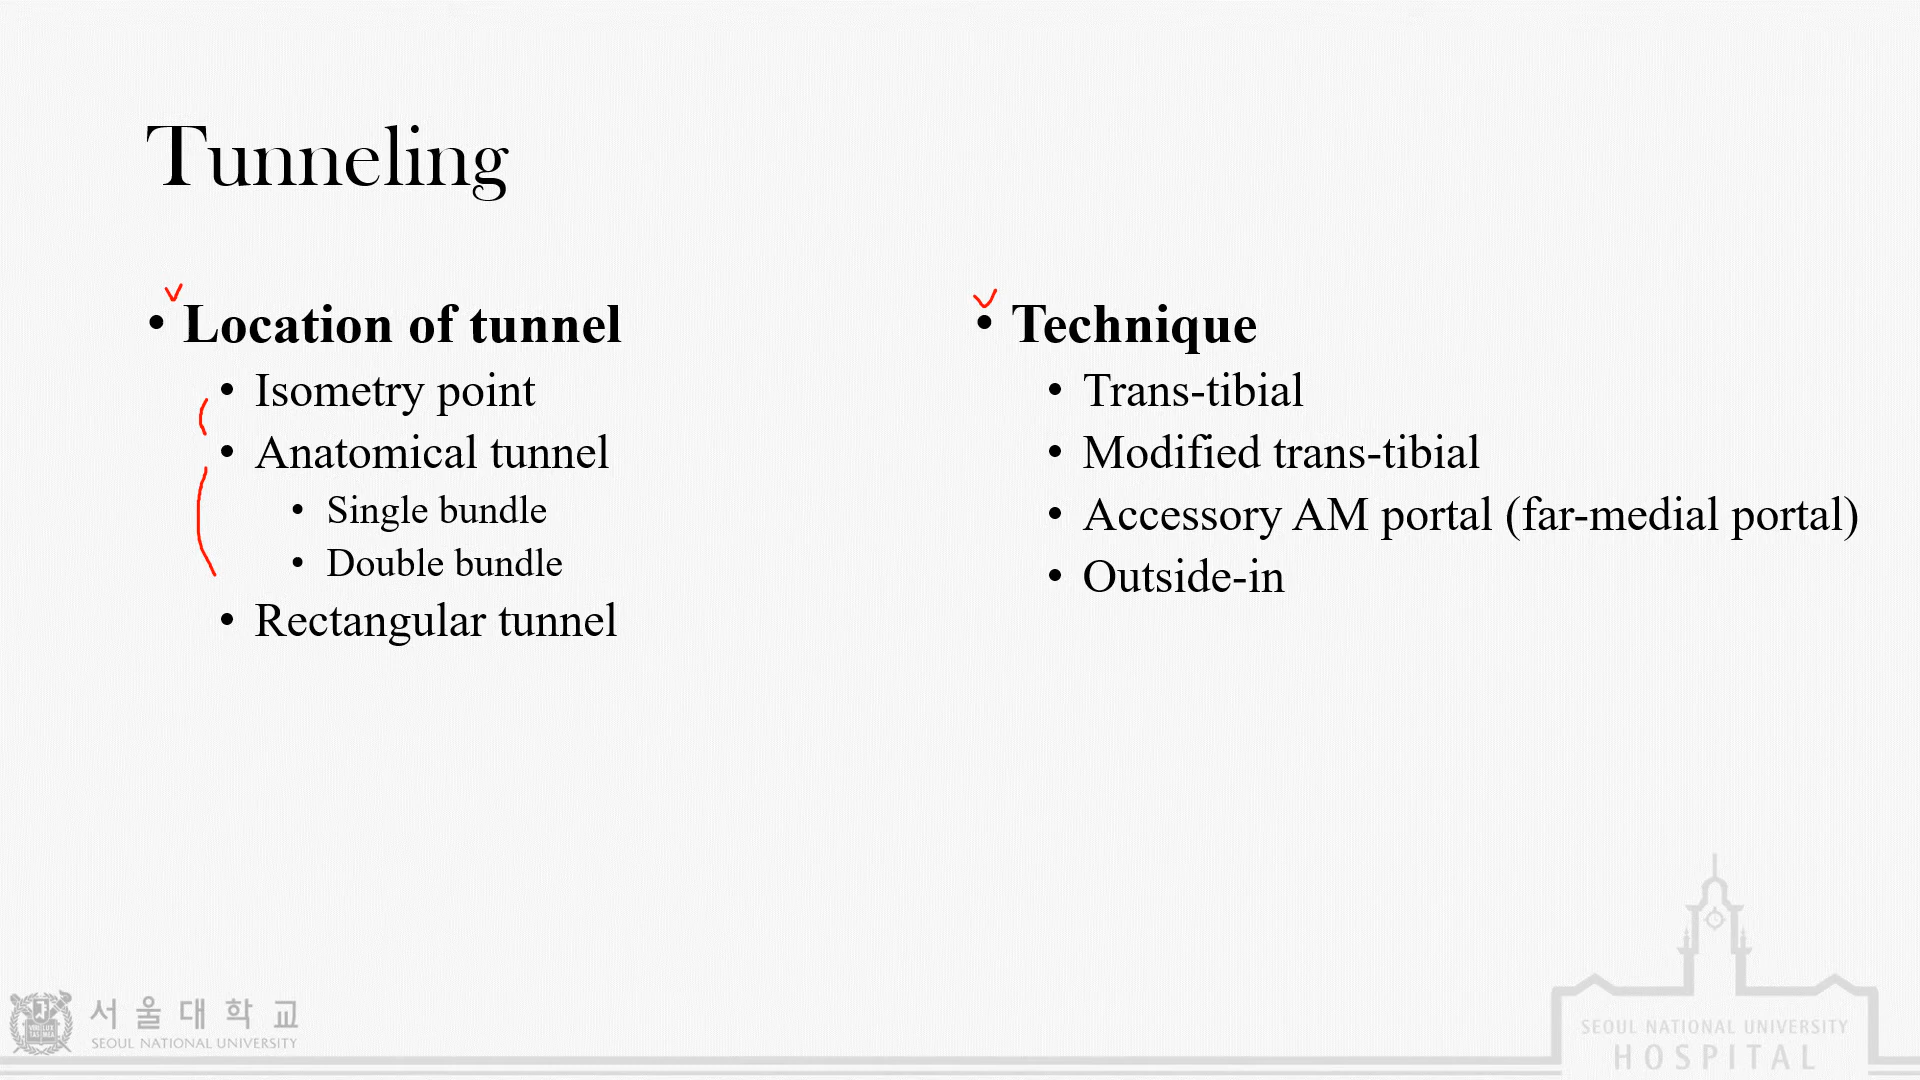 Tunneling
• Location of tunnel
• Isometry point
• Anatomical tunnel
• Single bundle
• Double bundle
• Rectangular tunnel
• Technique
• Trans-tibial
• Modified trans-tibial
• Accessory AM portal (far-medial portal)
• Outside-in
서울대학교
SEOUL NATIONAL UNIVERSITY
SEOUL NATIONAL UNIVERSITY
HOSPITAL